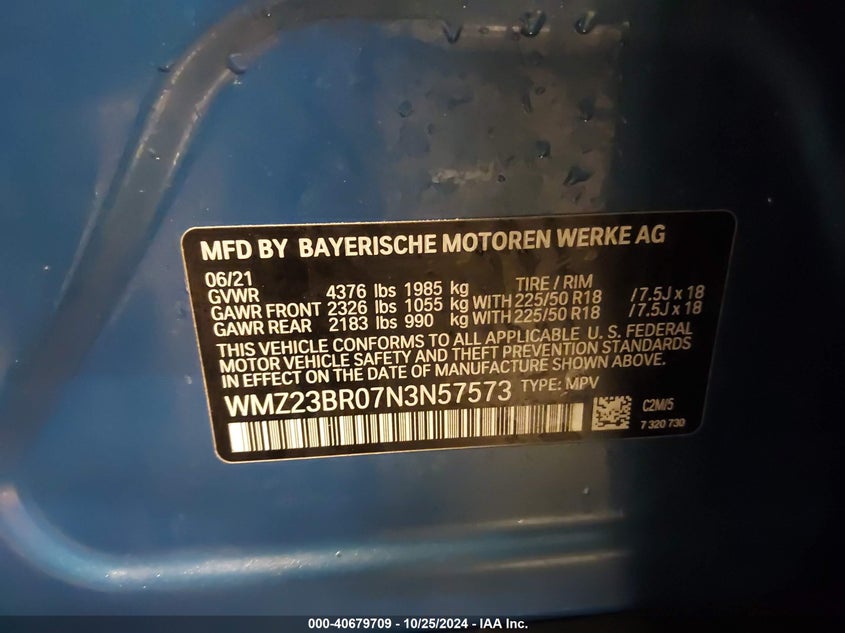 MFD BY BAYERISCHE MOTOREN WERKE AG
06/21 TIRE / RIM
GVWR 4376 lbs 1985 kg
GAWR FRONT 2326 lbs 1055 kg WITH 225/50 R18 / 7.5J x 18
GAWR REAR 2183 lbs 990 kg WITH 225/50 R18 / 7.5J x 18
THIS VEHICLE CONFORMS TO ALL APPLICABLE U. S. FEDERAL
MOTOR VEHICLE SAFETY AND THEFT PREVENTION STANDARDS
IN EFFECT ON THE DATE OF MANUFACTURE SHOWN ABOVE.
WMZ23BR07N3N57573 TYPE: MPV
C2M/5
7 320 730
000-40679709 - 10/25/2024 - IAA Inc.